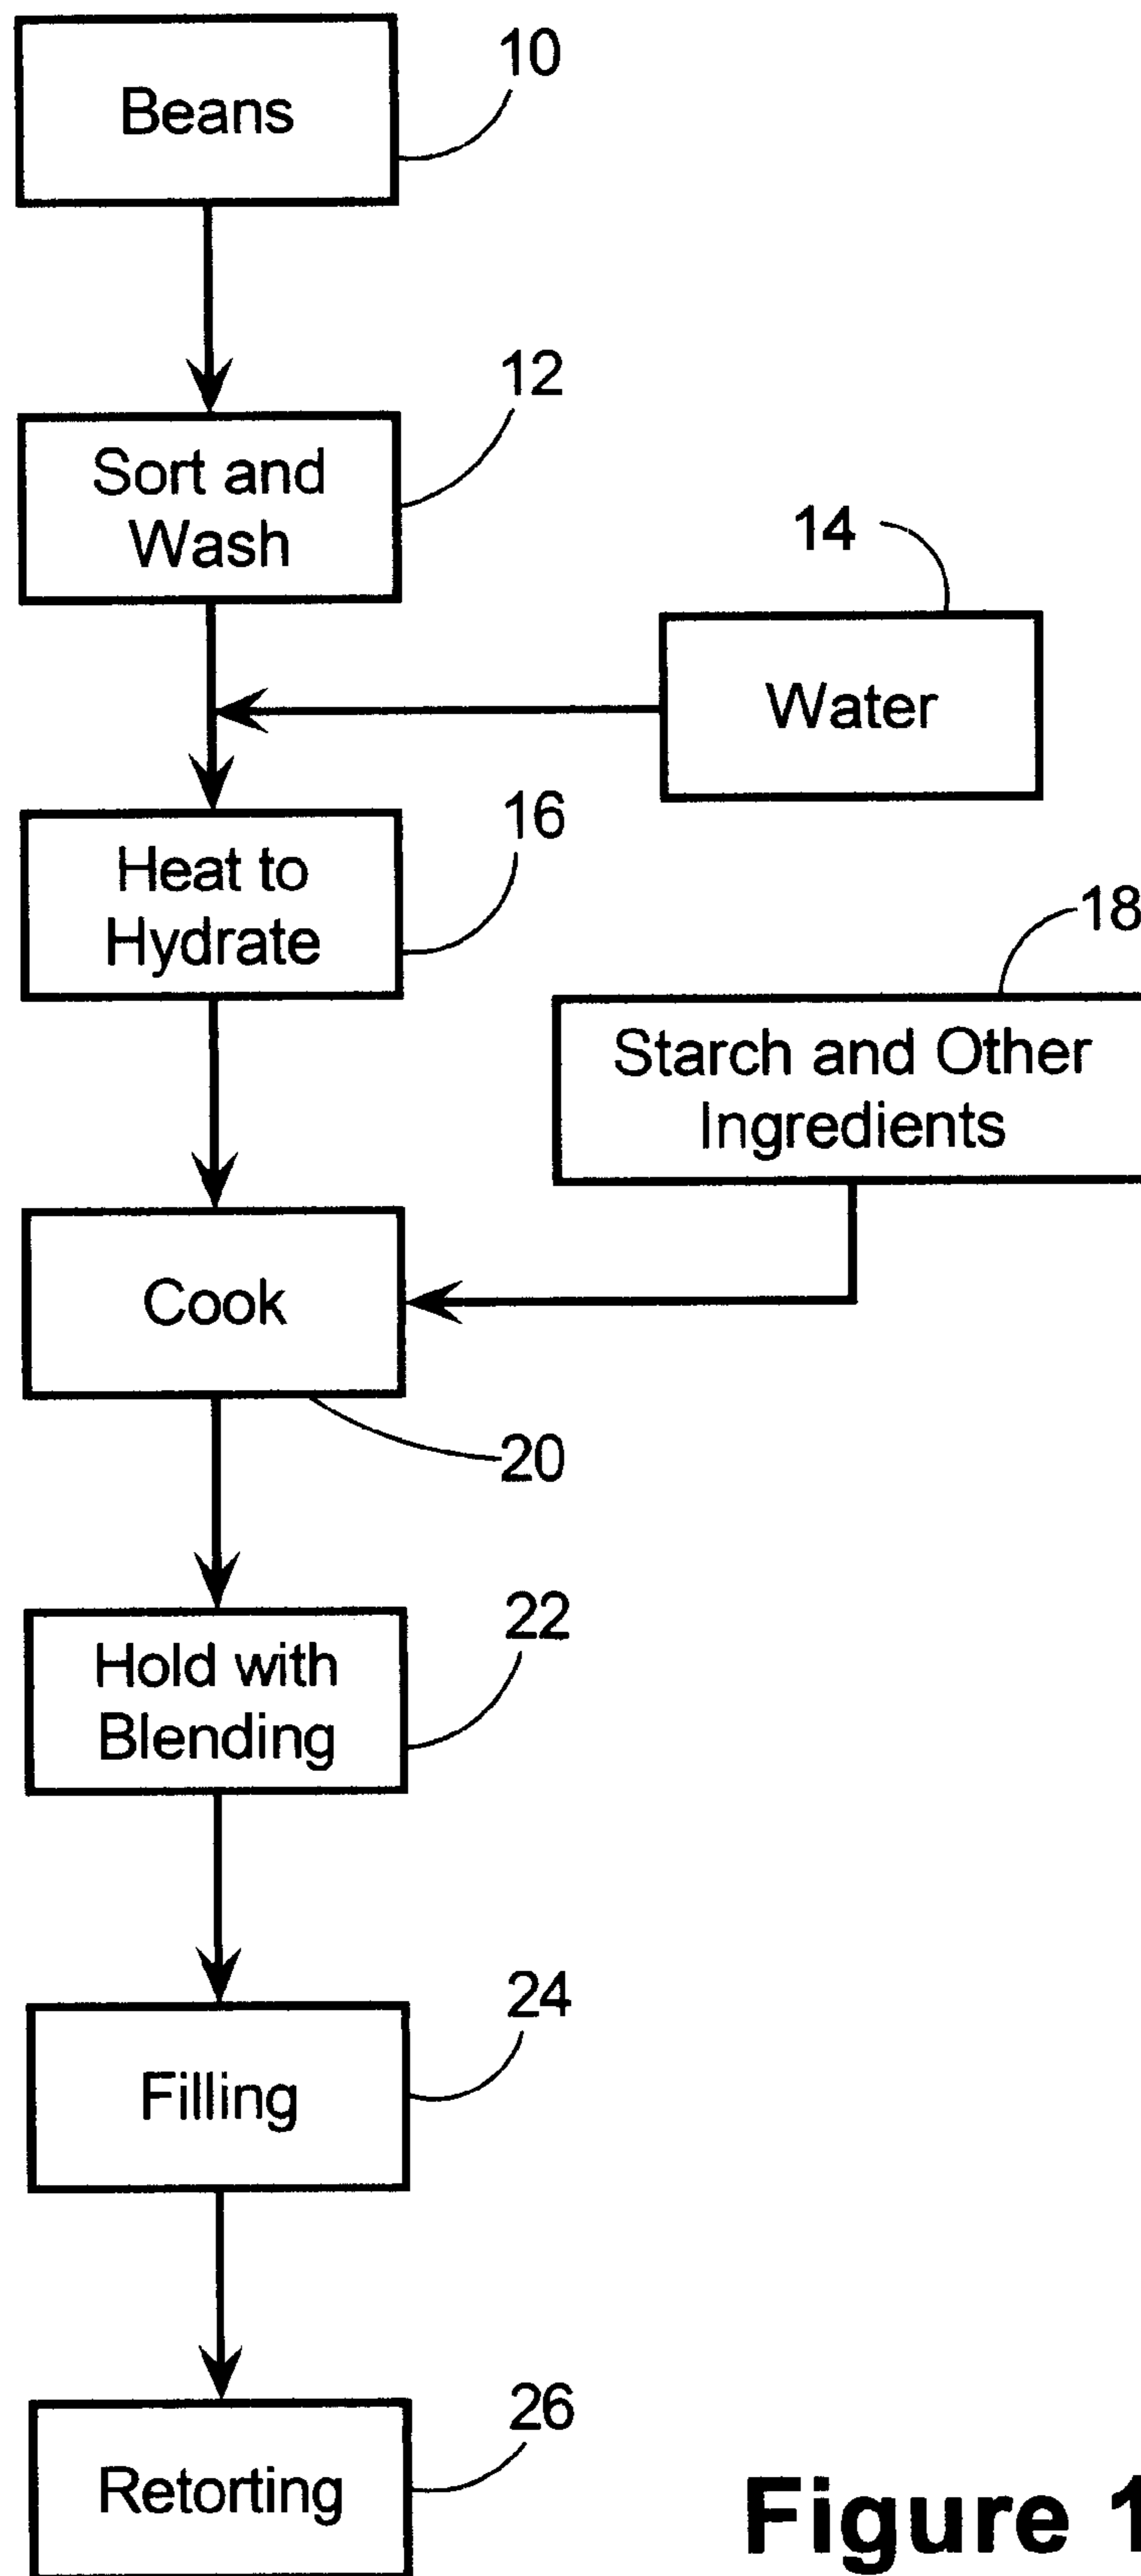 10
Beans
12
Sort and
Wash
14
Water
16
Heat to
Hydrate
18
Starch and Other
Ingredients
Cook
20
22
Hold with
Blending
24
Filling
26
Retorting
Figure 1